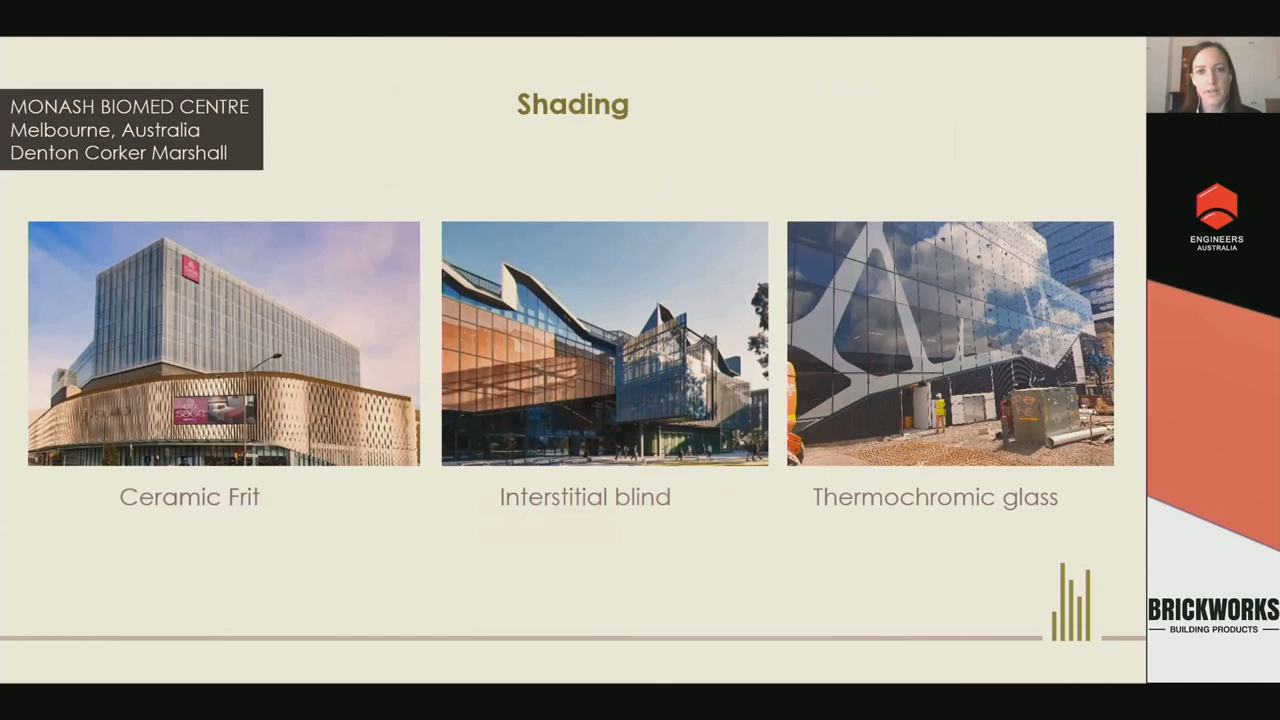 MONASH BIOMED CENTRE
Melbourne, Australia
Denton Corker Marshall
Shading
SAGE
Ceramic Frit
Interstitial blind
Thermochromic glass
ENGINEERS
AUSTRALIA
BRICKWORKS
BUILDING PRODUCTS